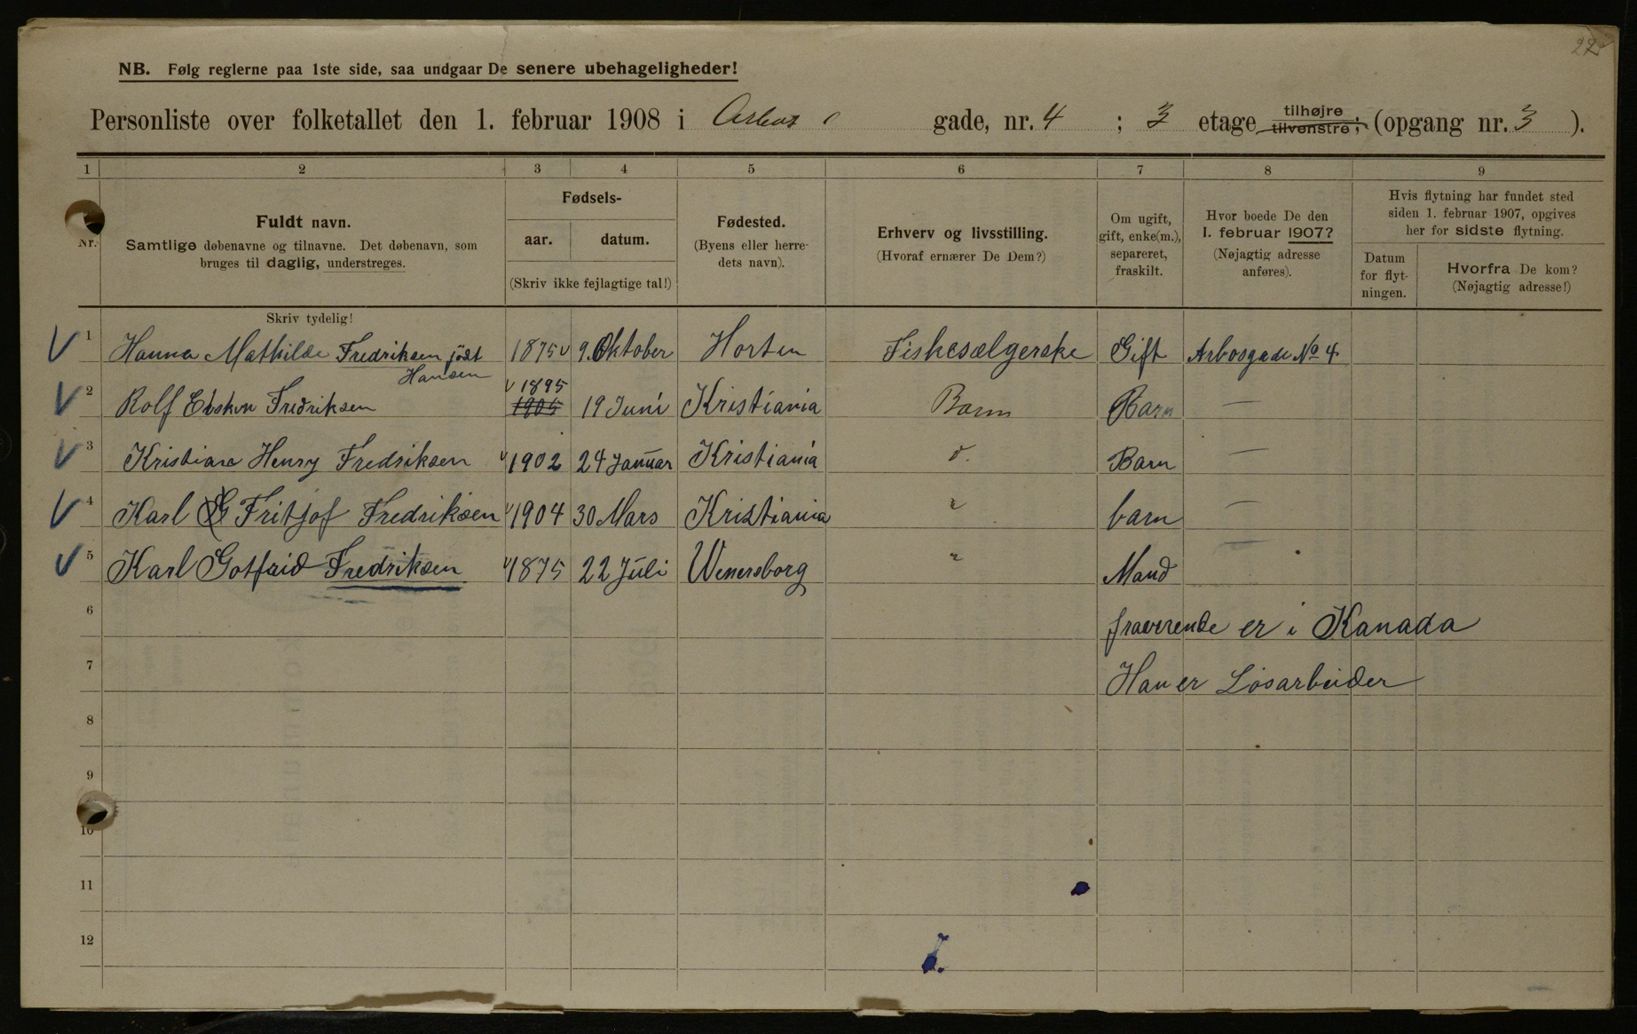 NB. Følg reglerne paa 1ste side, saa undgaar De senere ubehageligheder!
Personliste over folketallet den 1. februar 1908 i Arbos gade, nr. 4 ; 3 etage tilhøjre (opgang nr. 3 ).
tilvenstre;
1 2 3 4 5 6 7 8 9
Nr.
Fuldt navn.
Samtlige døbenavne og tilnavne. Det døbenavn, som
bruges til daglig, understreges.
Fødsels-
aar. datum.
(Skriv ikke fejlagtige tal!)
Fødested.
(Byens eller herre-
dets navn).
Erhverv og livsstilling.
(Hvoraf ernærer De Dem?)
Om ugift,
gift, enke(m.),
separeret,
fraskilt.
Hvor boede De den
1. februar 1907?
(Nøjagtig adresse
anføres).
Hvis flytning har fundet sted
siden 1. februar 1907, opgives
her for sidste flytning.
Datum
for flyt-
ningen.
Hvorfra De kom?
(Nøjagtig adresse!)
Skriv tydelig!
1 Hanna Mathilde Fredriksen født 1875 9. Oktober Horten Fiskesælgerske Gift Arbosgade No 4
Hansen
1895
2 Rolf Fredriksen 1905 19 Juni Kristiania Barn Barn —
3 Kristian Henry Fredriksen 1902 24 Januar Kristiania d. Barn —
4 Karl G Fritjof Fredriksen 1904 30 Mars Kristiania " barn —
5 Karl Gotfrid Fredriksen 1875 22 Juli Wenersborg " Mand
6 fraverende er i Kanada
7 Han er Løsarbeider
8
9
10
11
12